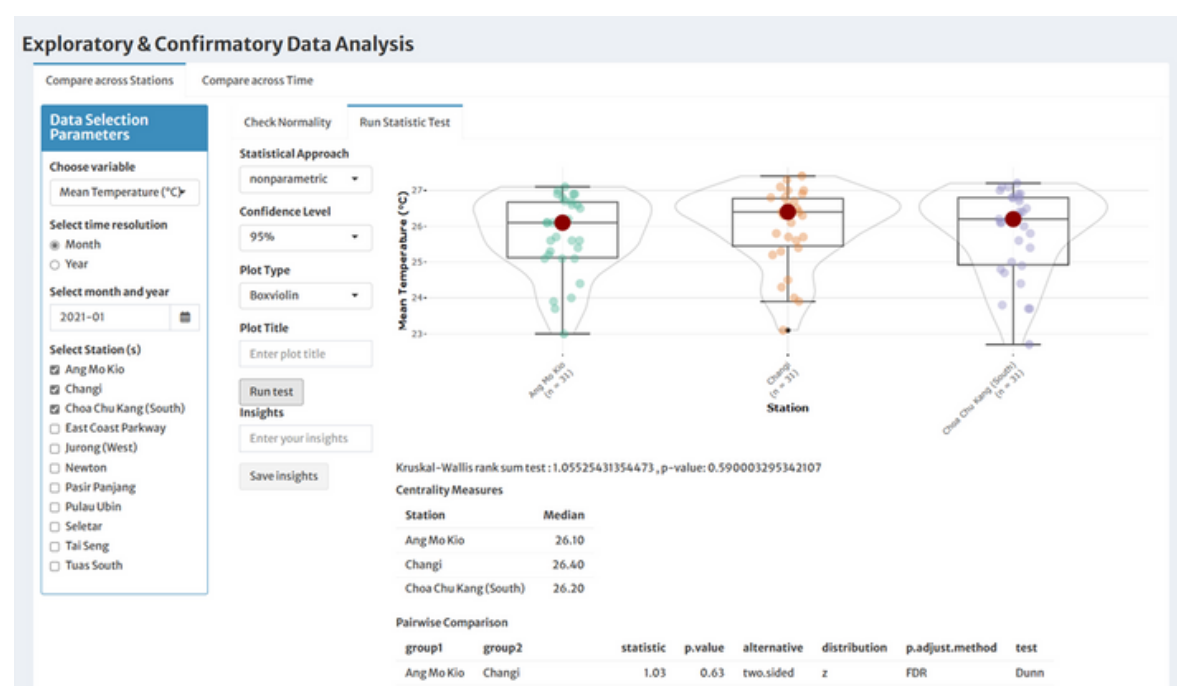 Exploratory & Confirmatory Data Analysis
Compare across Stations Compare across Time
Data Selection
Parameters
Choose variable
Mean Temperature (°C)
Select time resolution
Month
Year
Select month and year
2021-01
Select Station (s)
Ang Mo Kio
Changi
Choa Chu Kang (South)
East Coast Parkway
Jurong (West)
Newton
Pasir Panjang
Pulau Ubin
Seletar
Tai Seng
Tuas South
Check Normality Run Statistic Test
Statistical Approach
nonparametric
Confidence Level
95%
Plot Type
Boxviolin
Plot Title
Enter plot title
Run test
Insights
Enter your insights
Save insights
Mean Temperature (°C)
27
26
25
24
23
Ang Mo Kio
(n = 31)
Changi
(n = 31)
Choa Chu Kang (South)
(n = 31)
Station
Kruskal-Wallis rank sum test : 1.05525431354473 , p-value: 0.590003295342107
Centrality Measures
Station Median
Ang Mo Kio 26.10
Changi 26.40
Choa Chu Kang (South) 26.20
Pairwise Comparison
group1 group2 statistic p.value alternative distribution p.adjust.method test
Ang Mo Kio Changi 1.03 0.63 two.sided z FDR Dunn